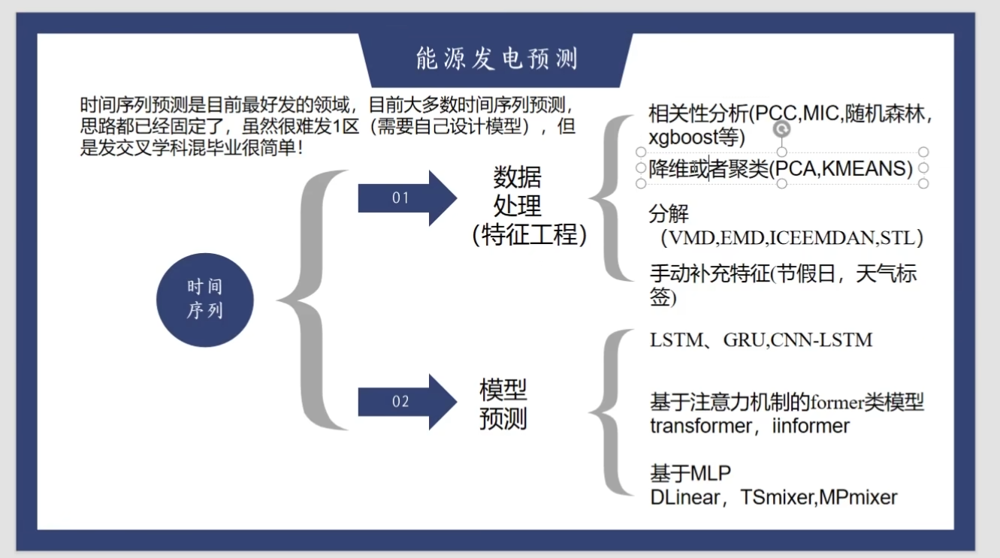 能源发电预测
时间序列预测是目前最好发的领域，目前大多数时间序列预测，
思路都已经固定了，虽然很难发1区（需要自己设计模型），但
是发交叉学科混毕业很简单！
时间
序列
01
数据
处理
（特征工程）
相关性分析(PCC,MIC,随机森林，
xgboost等)
降维或者聚类(PCA,KMEANS)
分解
（VMD,EMD,ICEEMDAN,STL）
手动补充特征(节假日，天气标
签)
02
模型
预测
LSTM、GRU,CNN-LSTM
基于注意力机制的former类模型
transformer，iinformer
基于MLP
DLinear，TSmixer,MPmixer